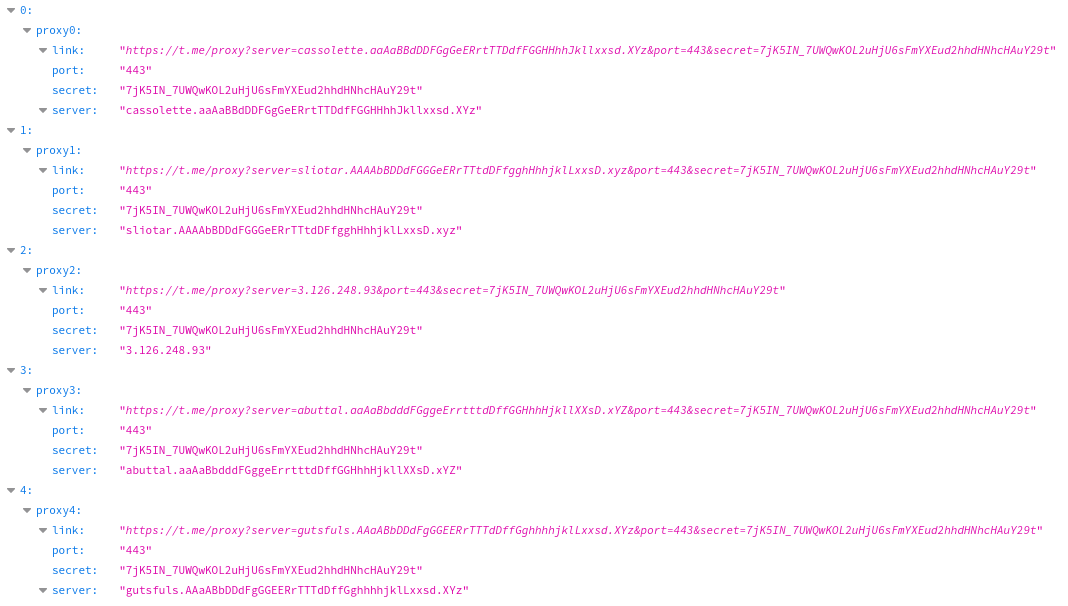 0:
proxy0:
link: "https://t.me/proxy?server=cassolette.aaAaBBdDDFGgGeERrtTTDdfFGGHHhhJkllxxsd.XYz&port=443&secret=7jK5IN_7UWQwKOL2uHjU6sFmYXEud2hhdHNhcHAuY29t"
port: "443"
secret: "7jK5IN_7UWQwKOL2uHjU6sFmYXEud2hhdHNhcHAuY29t"
server: "cassolette.aaAaBBdDDFGgGeERrtTTDdfFGGHHhhJkllxxsd.XYz"
1:
proxy1:
link: "https://t.me/proxy?server=sliotar.AAAAbBDDdFGGGeERrTTtdDFfgghHhhjklLxxsD.xyz&port=443&secret=7jK5IN_7UWQwKOL2uHjU6sFmYXEud2hhdHNhcHAuY29t"
port: "443"
secret: "7jK5IN_7UWQwKOL2uHjU6sFmYXEud2hhdHNhcHAuY29t"
server: "sliotar.AAAAbBDDdFGGGeERrTTtdDFfgghHhhjklLxxsD.xyz"
2:
proxy2:
link: "https://t.me/proxy?server=3.126.248.93&port=443&secret=7jK5IN_7UWQwKOL2uHjU6sFmYXEud2hhdHNhcHAuY29t"
port: "443"
secret: "7jK5IN_7UWQwKOL2uHjU6sFmYXEud2hhdHNhcHAuY29t"
server: "3.126.248.93"
3:
proxy3:
link: "https://t.me/proxy?server=abuttal.aaAaBbdddFGggeErrtttdDffGGHhhHjkllXXsD.xYZ&port=443&secret=7jK5IN_7UWQwKOL2uHjU6sFmYXEud2hhdHNhcHAuY29t"
port: "443"
secret: "7jK5IN_7UWQwKOL2uHjU6sFmYXEud2hhdHNhcHAuY29t"
server: "abuttal.aaAaBbdddFGggeErrtttdDffGGHhhHjkllXXsD.xYZ"
4:
proxy4:
link: "https://t.me/proxy?server=gutsfuls.AAaABbDDdFgGGEERrTTTdDffGghhhhjklLxxsd.XYz&port=443&secret=7jK5IN_7UWQwKOL2uHjU6sFmYXEud2hhdHNhcHAuY29t"
port: "443"
secret: "7jK5IN_7UWQwKOL2uHjU6sFmYXEud2hhdHNhcHAuY29t"
server: "gutsfuls.AAaABbDDdFgGGEERrTTTdDffGghhhhjklLxxsd.XYz"